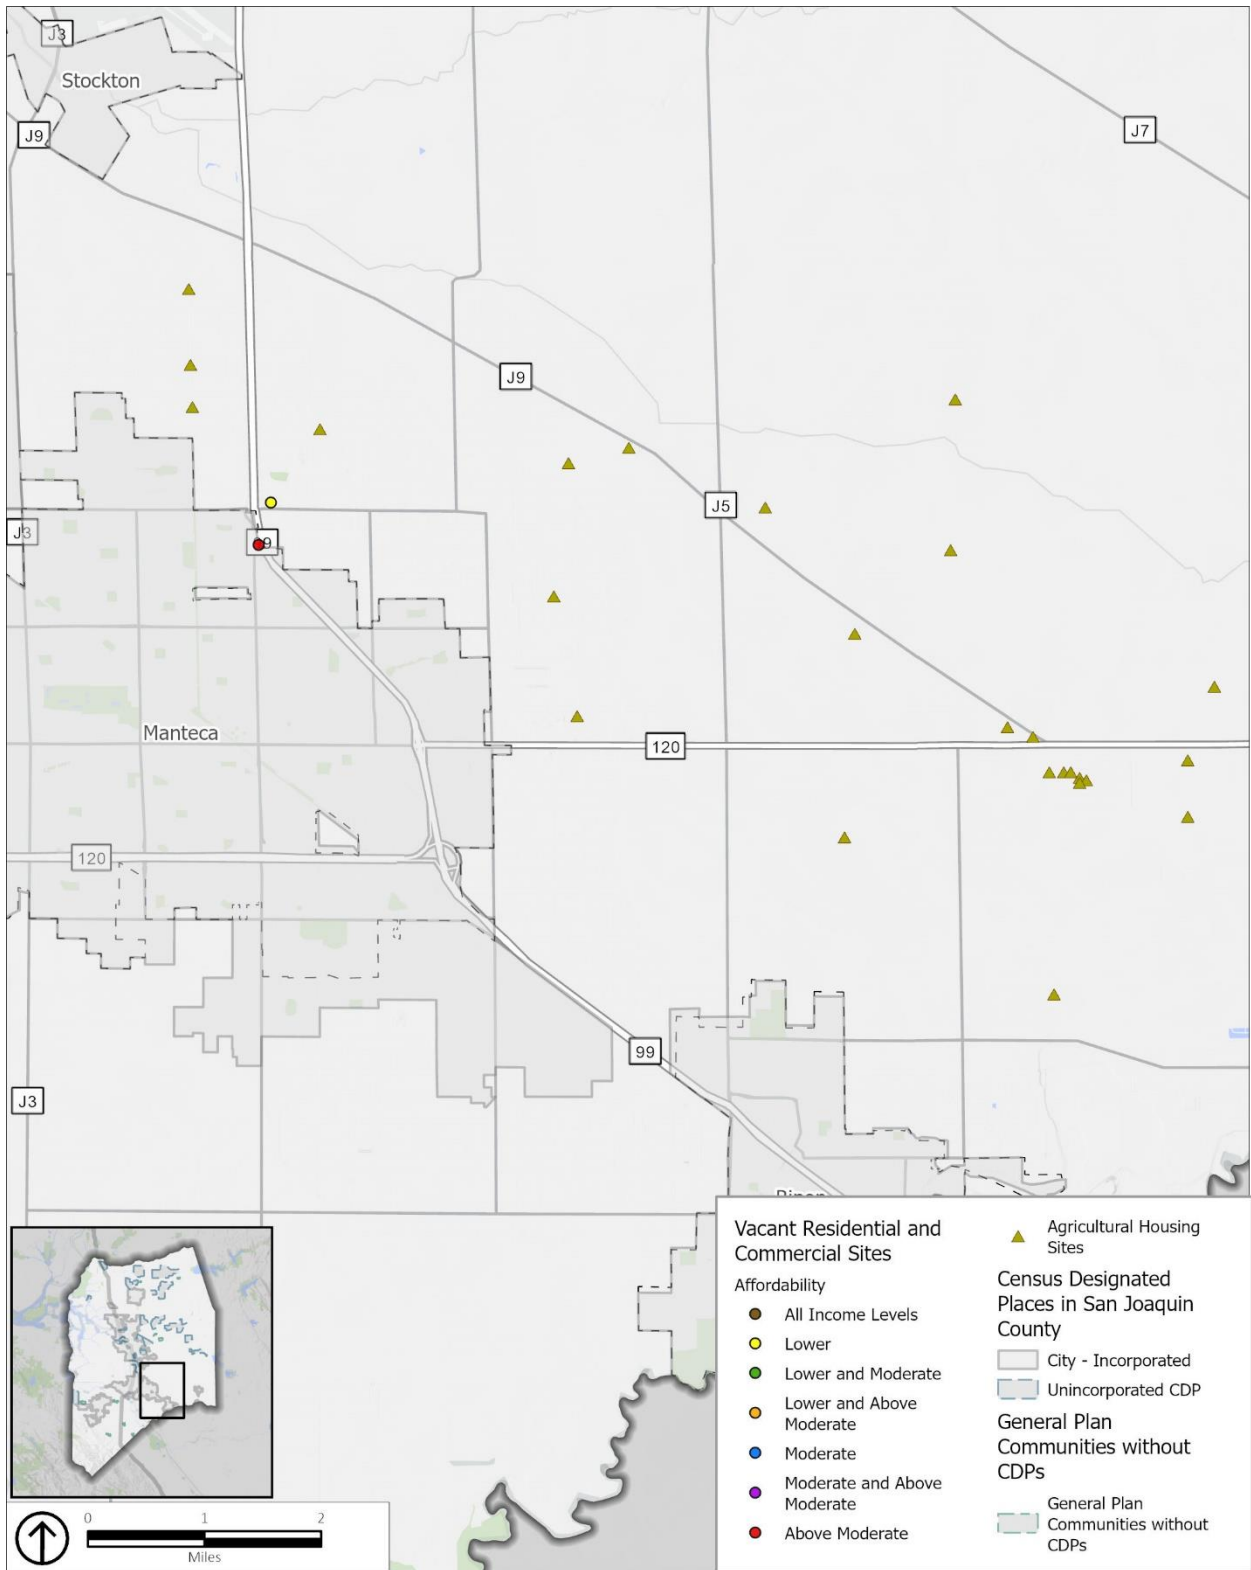 J3
Stockton
J9
J7
J9
J5
J3
99
Manteca
120
120
99
J3
Ripon
Vacant Residential and
Commercial Sites
Affordability
All Income Levels
Lower
Lower and Moderate
Lower and Above
Moderate
Moderate
Moderate and Above
Moderate
Above Moderate
Agricultural Housing
Sites
Census Designated
Places in San Joaquin
County
City - Incorporated
Unincorporated CDP
General Plan
Communities without
CDPs
General Plan
Communities without
CDPs
0 1 2
Miles